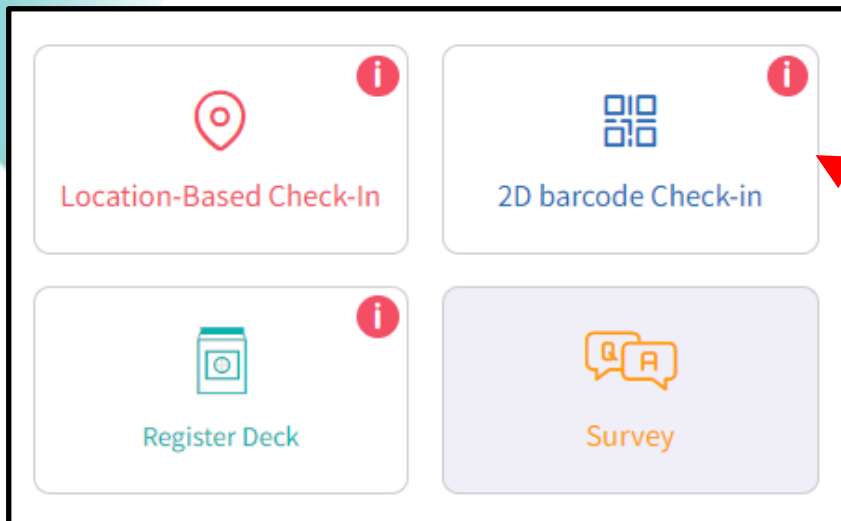 i
i
Location-Based Check-In
2D barcode Check-in
i
Q A
Register Deck
Survey